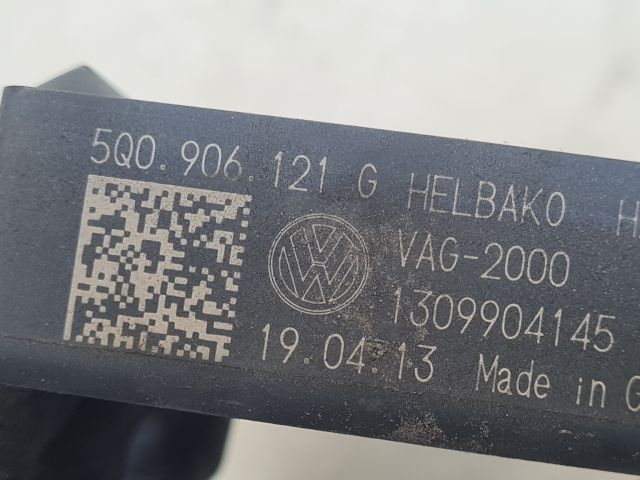 5Q0.906.121 G HELBAKO
VAG-2000
1309904145
19.04.13 Made in